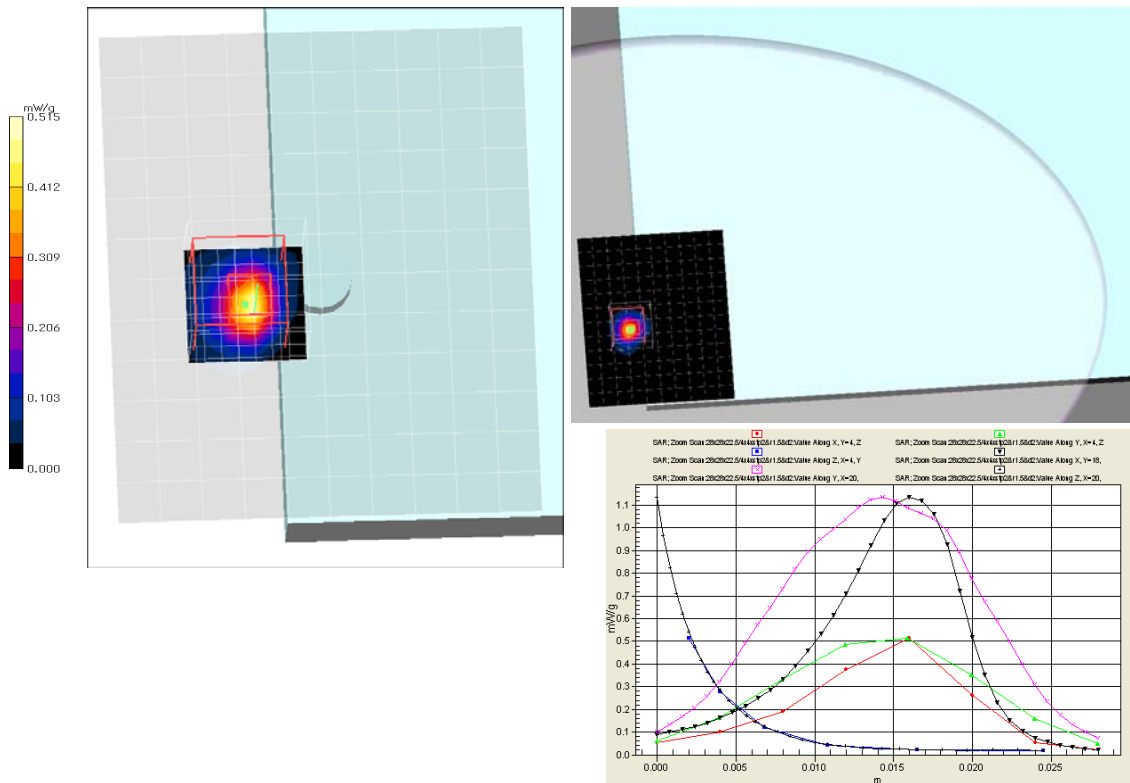 mW/g
0.515
0.412
0.309
0.206
0.103
0.000
SAR; Zoom Scan:28x28x22.5/4x4xstp2&r1.5&d2:Value Along X, Y=4, Z
SAR; Zoom Scan:28x28x22.5/4x4xstp2&r1.5&d2:Value Along Y, X=4, Z
SAR; Zoom Scan:28x28x22.5/4x4xstp2&r1.5&d2:Value Along Z, X=4, Y
SAR; Zoom Scan:28x28x22.5/4x4xstp2&r1.5&d2:Value Along X, Y=18,
SAR; Zoom Scan:28x28x22.5/4x4xstp2&r1.5&d2:Value Along Y, X=20,
SAR; Zoom Scan:28x28x22.5/4x4xstp2&r1.5&d2:Value Along Z, X=20,
1.1
1.0
0.9
0.8
0.7
0.6
0.5
0.4
0.3
0.2
0.1
0.0
mW/g
0.000 0.005 0.010 0.015 0.020 0.025
m